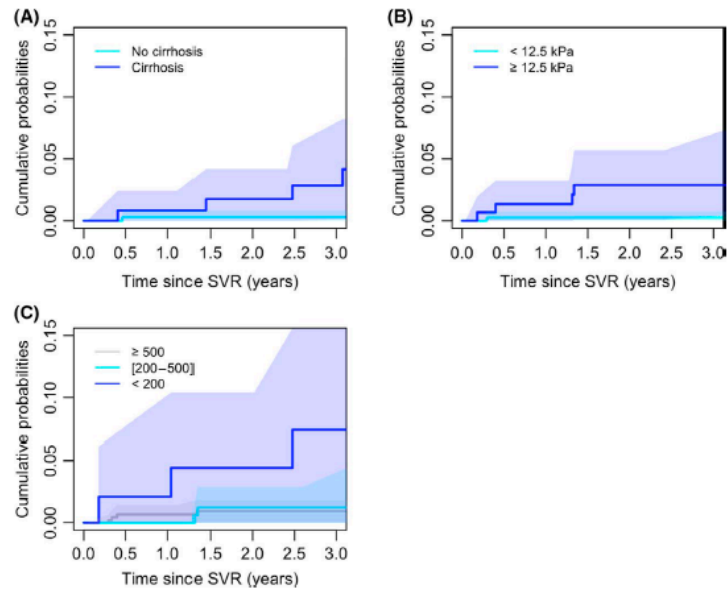 (A)
No cirrhosis
Cirrhosis
Cumulative probabilities
0.00 0.05 0.10 0.15
0.0 0.5 1.0 1.5 2.0 2.5 3.0
Time since SVR (years)
(B)
< 12.5 kPa
≥ 12.5 kPa
Cumulative probabilities
0.00 0.05 0.10 0.15
0.0 0.5 1.0 1.5 2.0 2.5 3.0
Time since SVR (years)
(C)
≥ 500
[200−500]]
< 200
Cumulative probabilities
0.00 0.05 0.10 0.15
0.0 0.5 1.0 1.5 2.0 2.5 3.0
Time since SVR (years)